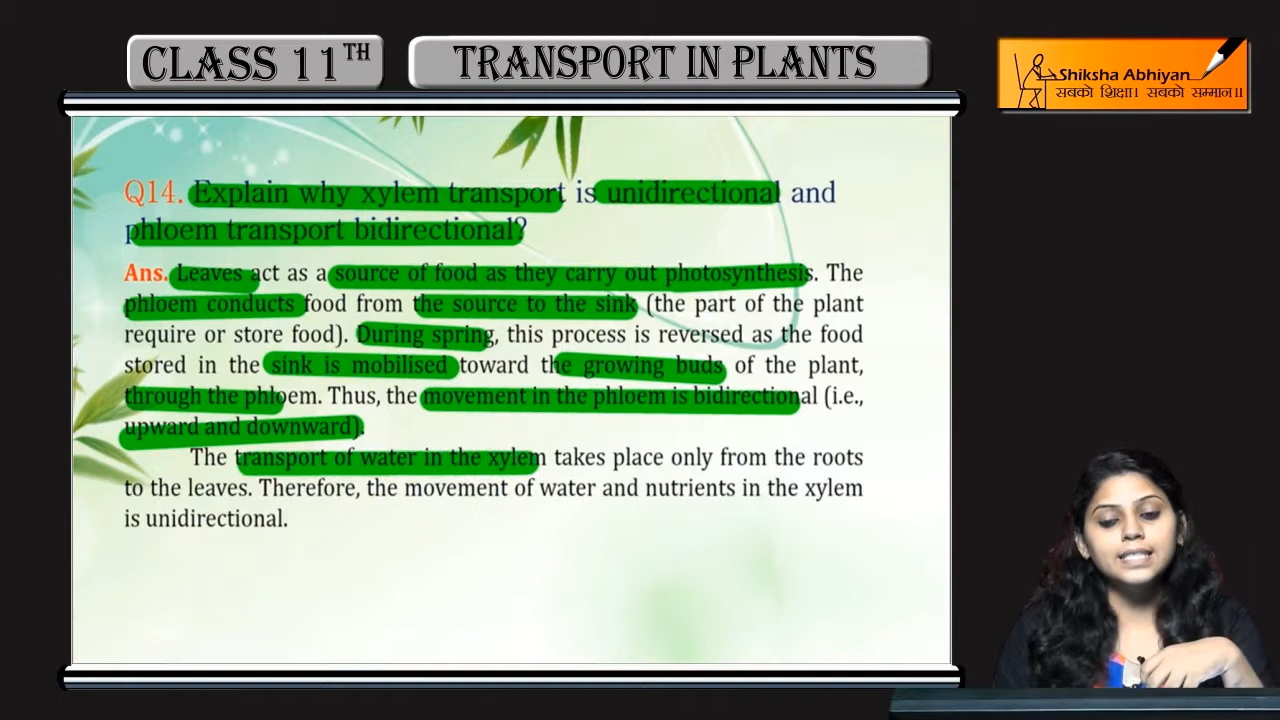 CLASS 11TH
TRANSPORT IN PLANTS
Shiksha Abhiyan
सबको शिक्षा। सबको सम्मान।।
Q14. Explain why xylem transport is unidirectional and
phloem transport bidirectional?
Ans. Leaves act as a source of food as they carry out photosynthesis. The
phloem conducts food from the source to the sink (the part of the plant
require or store food). During spring, this process is reversed as the food
stored in the sink is mobilised toward the growing buds of the plant,
through the phloem. Thus, the movement in the phloem is bidirectional (i.e.,
upward and downward).
The transport of water in the xylem takes place only from the roots
to the leaves. Therefore, the movement of water and nutrients in the xylem
is unidirectional.